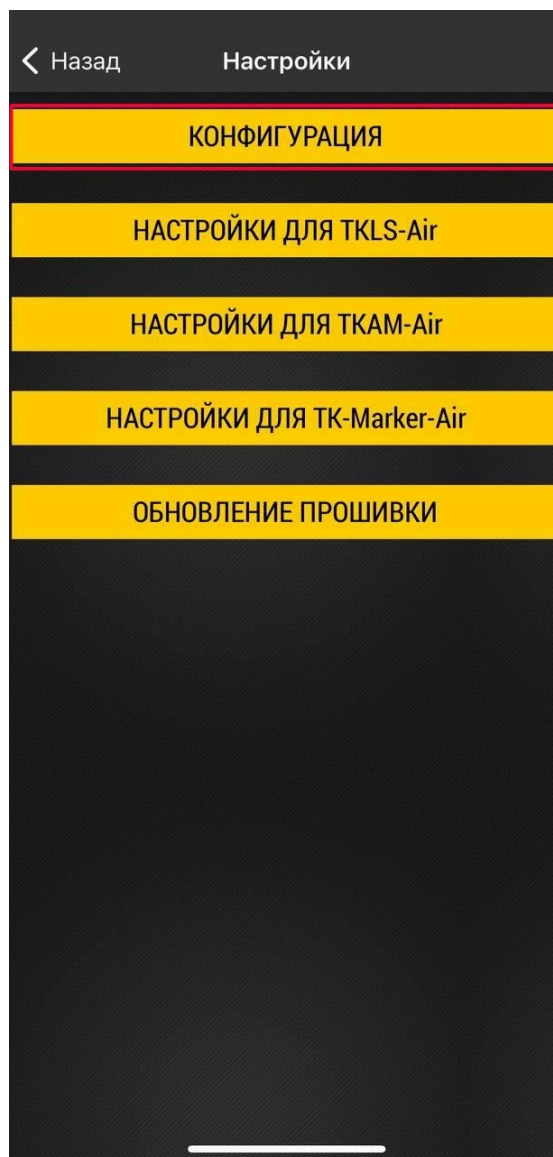 Назад
Настройки
КОНФИГУРАЦИЯ
НАСТРОЙКИ ДЛЯ TKLS-Air
НАСТРОЙКИ ДЛЯ TKAM-Air
НАСТРОЙКИ ДЛЯ TK-Marker-Air
ОБНОВЛЕНИЕ ПРОШИВКИ